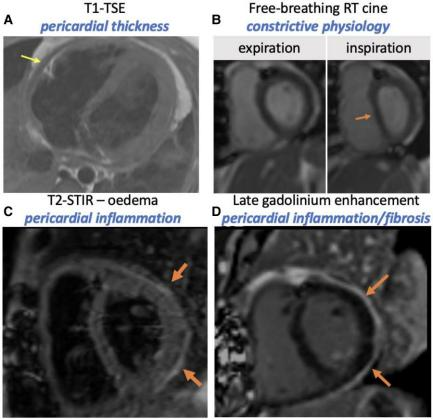 A
T1-TSE
pericardial thickness
B
Free-breathing RT cine
constrictive physiology
expiration
inspiration
C
T2-STIR – oedema
pericardial inflammation
D
Late gadolinium enhancement
pericardial inflammation/fibrosis